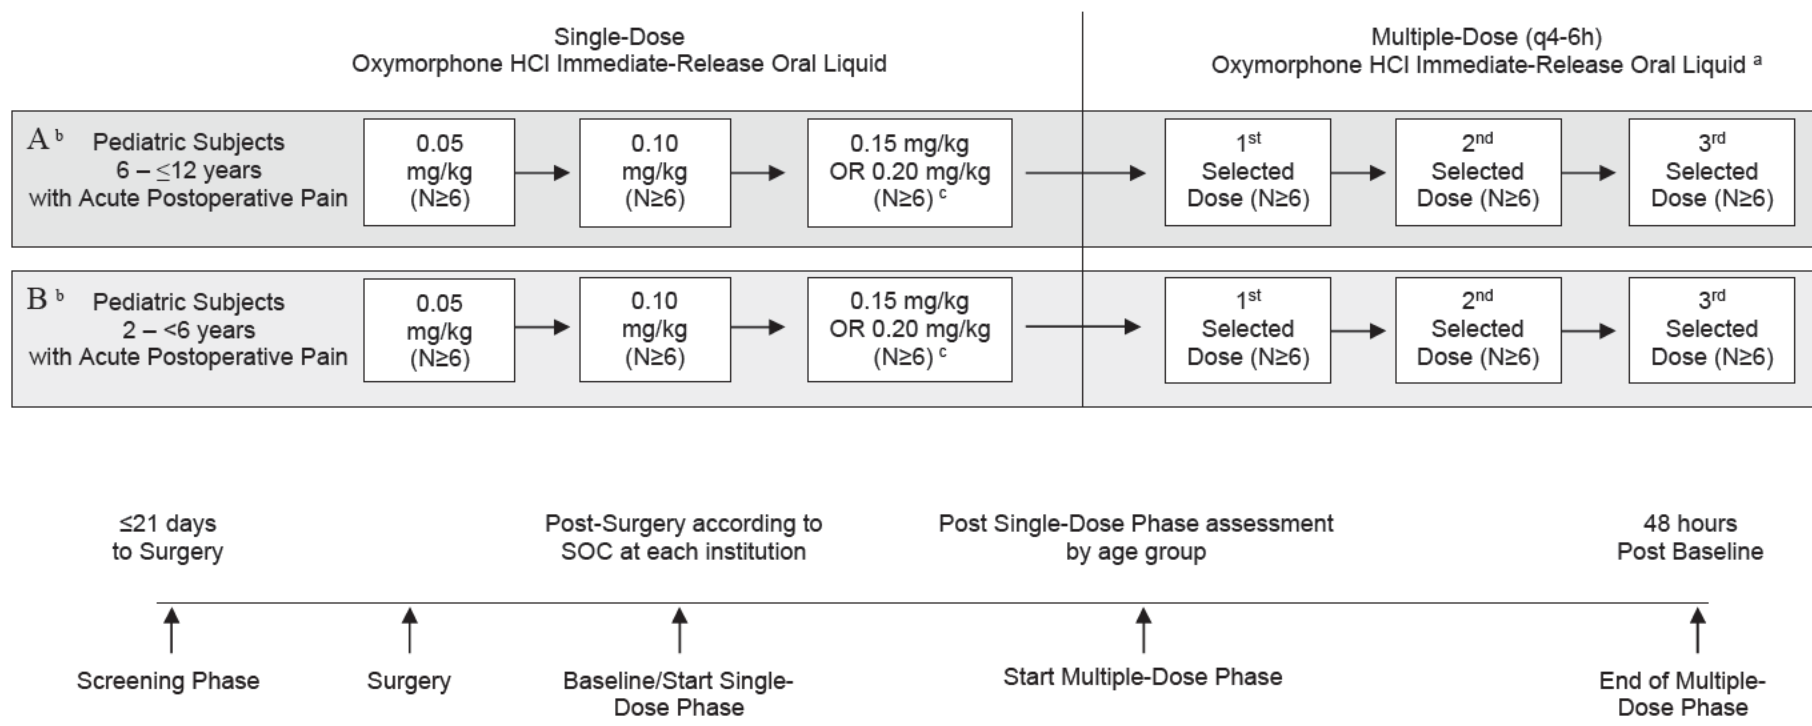 Single-Dose
Oxymorphone HCl Immediate-Release Oral Liquid
Multiple-Dose (q4-6h)
Oxymorphone HCl Immediate-Release Oral Liquid a
A b Pediatric Subjects
6 – ≤12 years
with Acute Postoperative Pain
0.05
mg/kg
(N≥6)
0.10
mg/kg
(N≥6)
0.15 mg/kg
OR 0.20 mg/kg
(N≥6) c
1st
Selected
Dose (N≥6)
2nd
Selected
Dose (N≥6)
3rd
Selected
Dose (N≥6)
B b Pediatric Subjects
2 – <6 years
with Acute Postoperative Pain
0.05
mg/kg
(N≥6)
0.10
mg/kg
(N≥6)
0.15 mg/kg
OR 0.20 mg/kg
(N≥6) c
1st
Selected
Dose (N≥6)
2nd
Selected
Dose (N≥6)
3rd
Selected
Dose (N≥6)
≤21 days
to Surgery
Post-Surgery according to
SOC at each institution
Post Single-Dose Phase assessment
by age group
48 hours
Post Baseline
Screening Phase
Surgery
Baseline/Start Single-
Dose Phase
Start Multiple-Dose Phase
End of Multiple-
Dose Phase